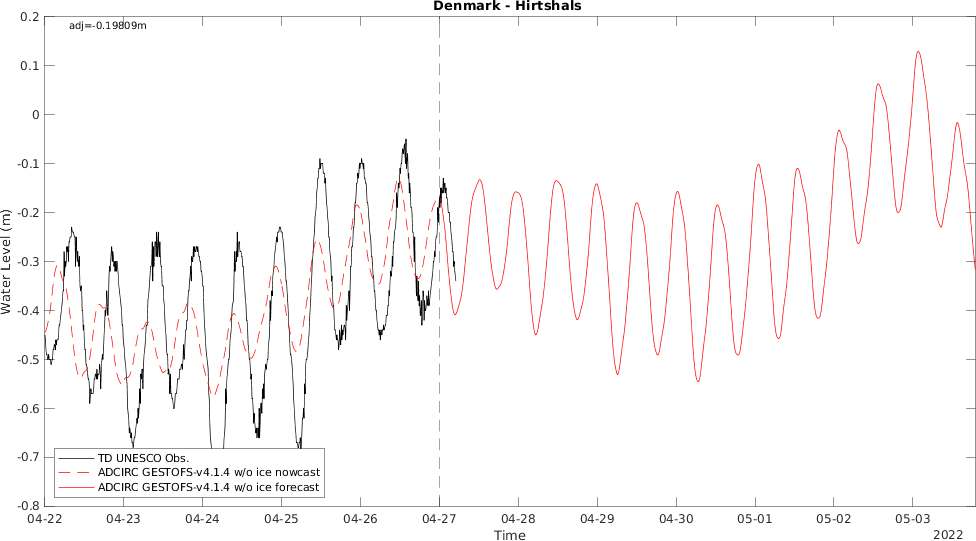 Denmark - Hirtshals
adj=-0.19809m
0.2
0.1
0
-0.1
-0.2
-0.3
-0.4
-0.5
-0.6
-0.7
-0.8
Water Level (m)
TD UNESCO Obs.
ADCIRC GESTOFS-v4.1.4 w/o ice nowcast
ADCIRC GESTOFS-v4.1.4 w/o ice forecast
04-22 04-23 04-24 04-25 04-26 04-27 04-28 04-29 04-30 05-01 05-02 05-03
Time
2022